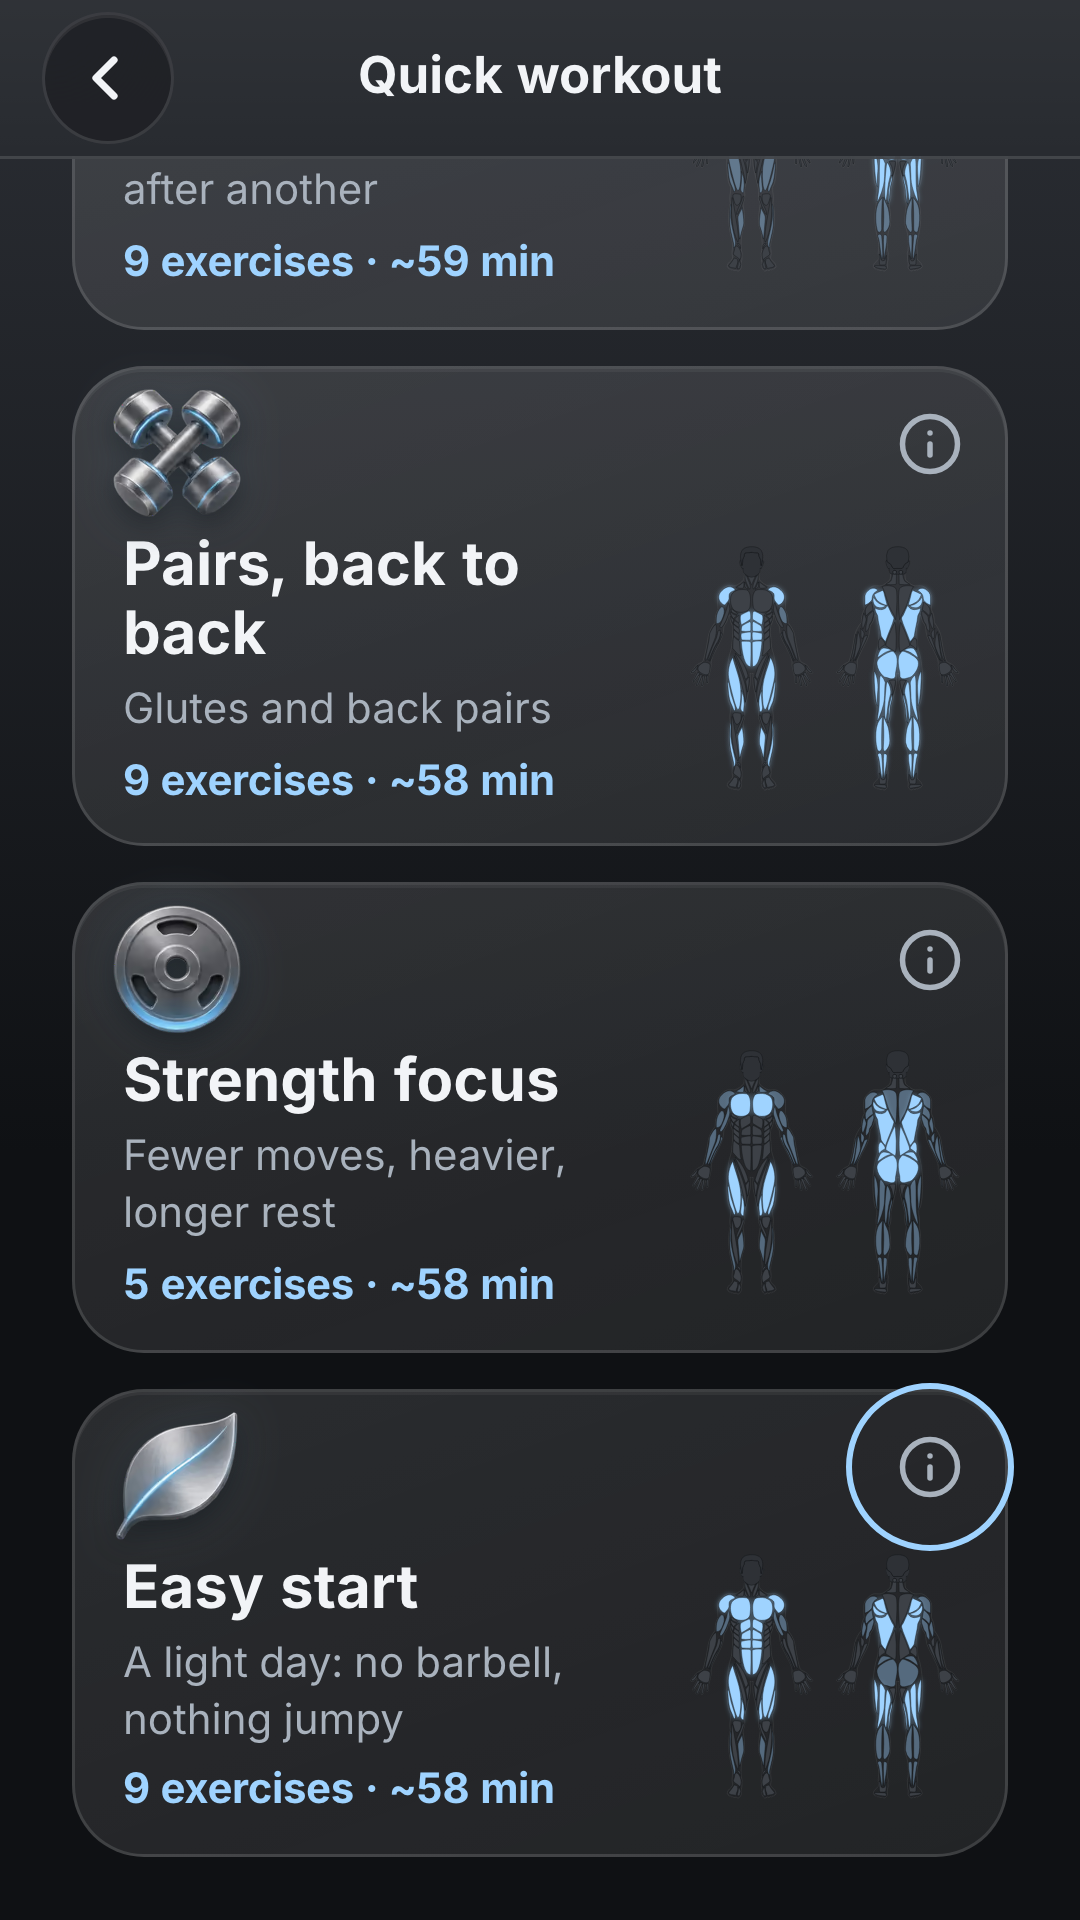 Quick workout
after another
9 exercises · ~59 min
Pairs, back to
back
Glutes and back pairs
9 exercises · ~58 min
Strength focus
Fewer moves, heavier,
longer rest
5 exercises · ~58 min
Easy start
A light day: no barbell,
nothing jumpy
9 exercises · ~58 min